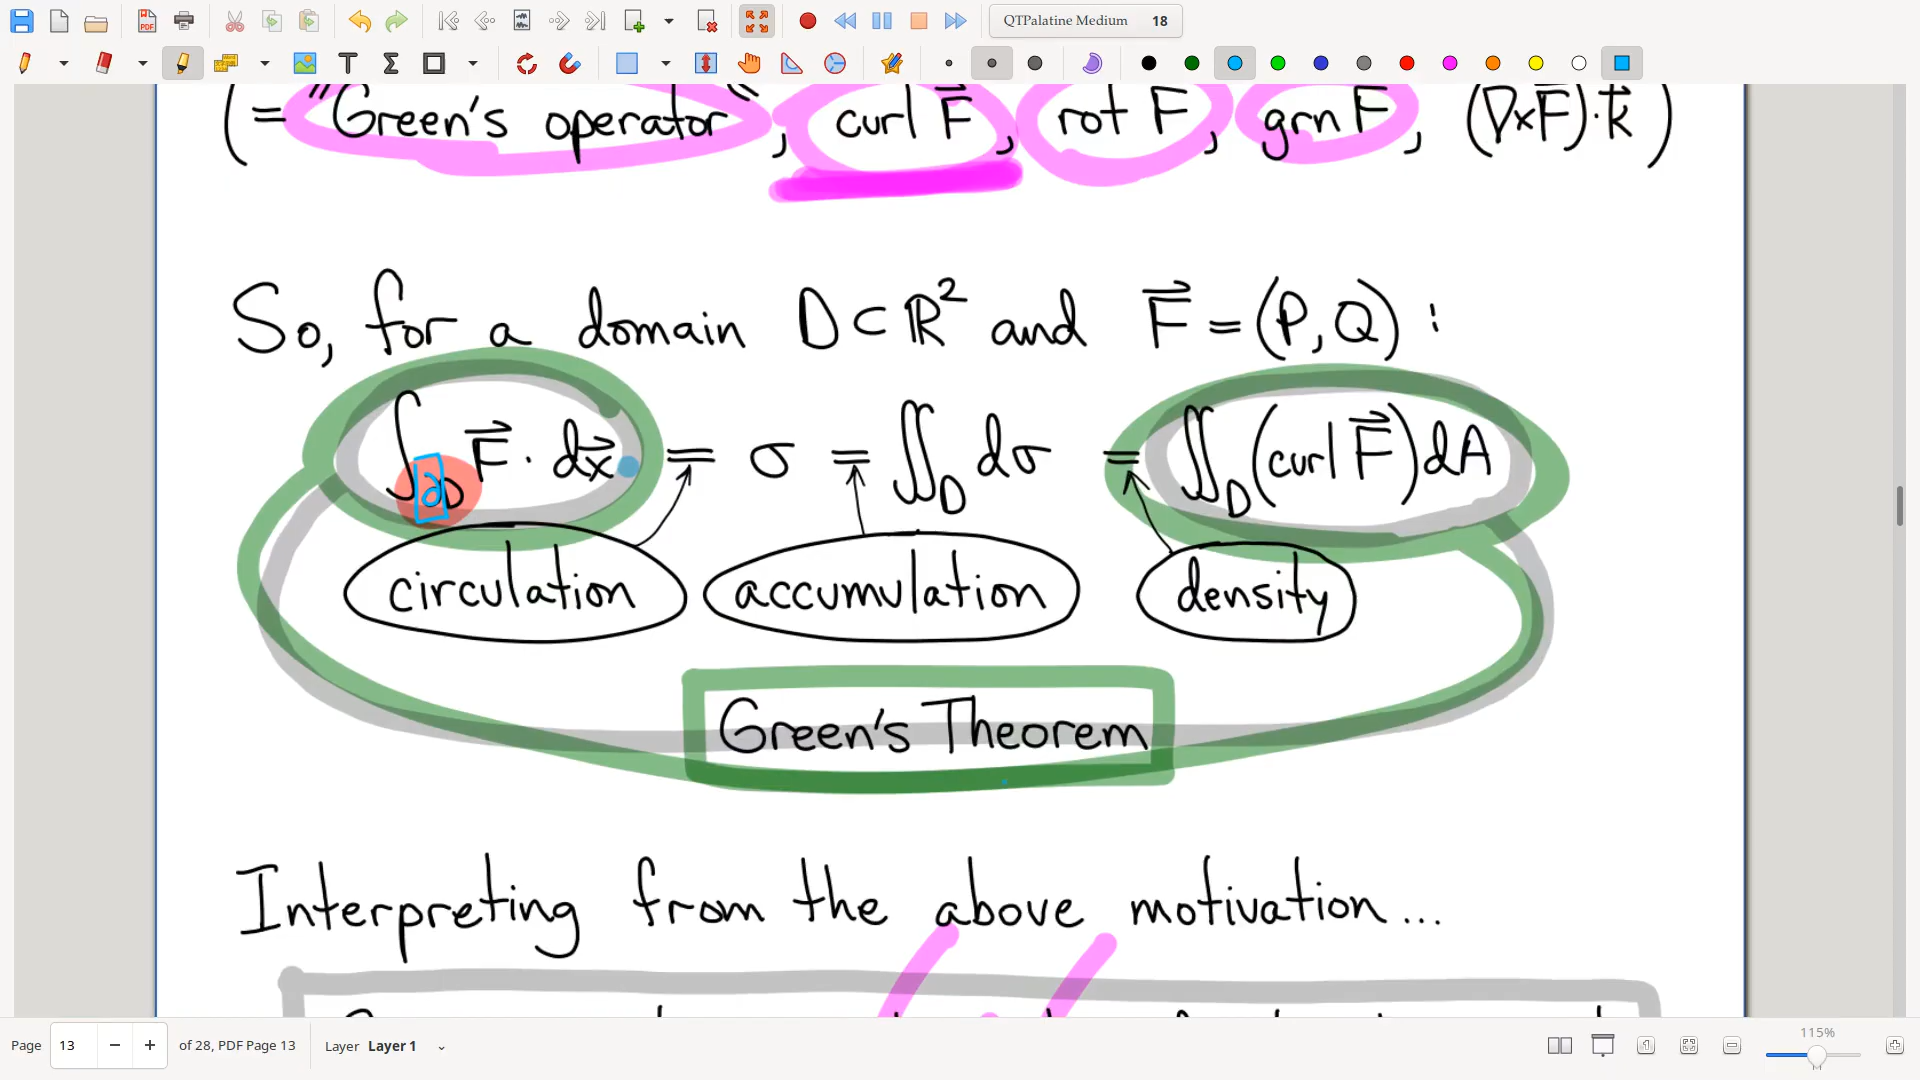 QTPalatine Medium 18
(= "Green's operator", curl F⃗, rot F⃗, grn F⃗, (∇×F⃗)·k⃗)
So, for a domain D ⊂ ℝ² and F⃗ = (P, Q) :
∫_∂D F⃗ · dx⃗ = σ = ∬_D dσ = ∬_D (curl F⃗) dA
circulation accumulation density
Green's Theorem
Interpreting from the above motivation...
Page 13 of 28, PDF Page 13 Layer Layer 1 115%